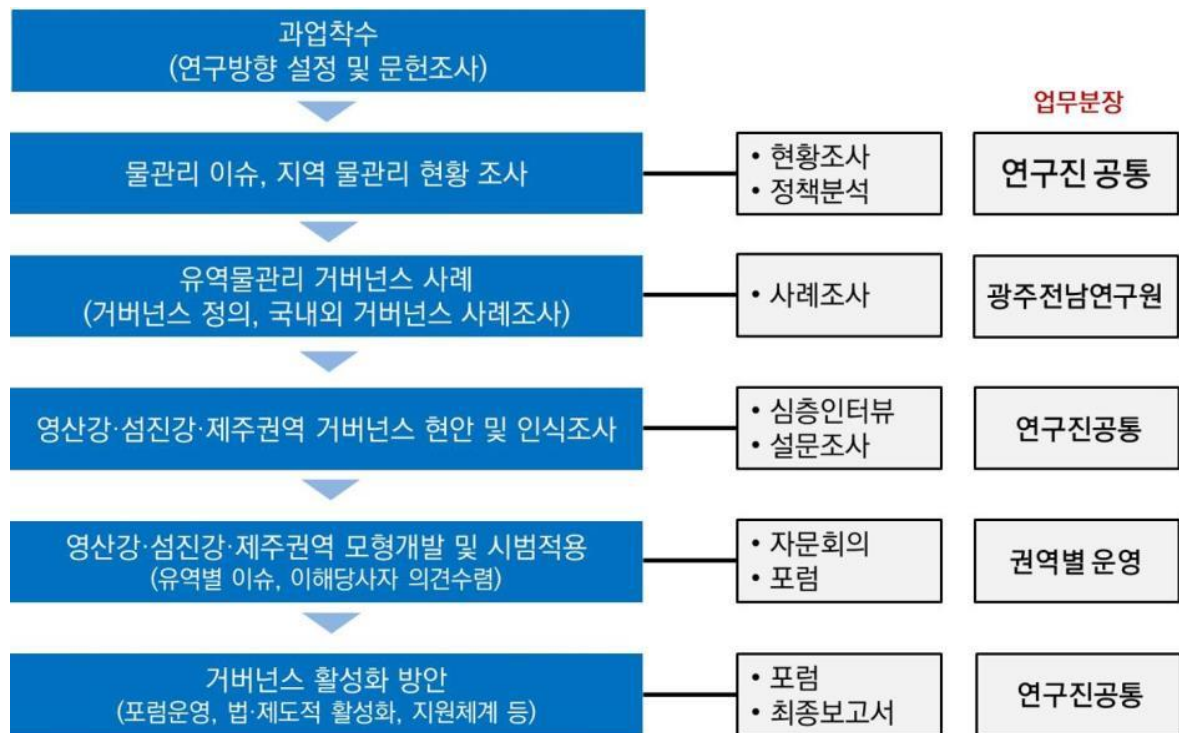 과업착수
(연구방향 설정 및 문헌조사)
업무분장
물관리 이슈, 지역 물관리 현황 조사
• 현황조사
• 정책분석
연구진 공통
유역물관리 거버넌스 사례
(거버넌스 정의, 국내외 거버넌스 사례조사)
• 사례조사
광주전남연구원
영산강·섬진강·제주권역 거버넌스 현안 및 인식조사
• 심층인터뷰
• 설문조사
연구진공통
영산강·섬진강·제주권역 모형개발 및 시범적용
(유역별 이슈, 이해당사자 의견수렴)
• 자문회의
• 포럼
권역별 운영
거버넌스 활성화 방안
(포럼운영, 법·제도적 활성화, 지원체계 등)
• 포럼
• 최종보고서
연구진공통